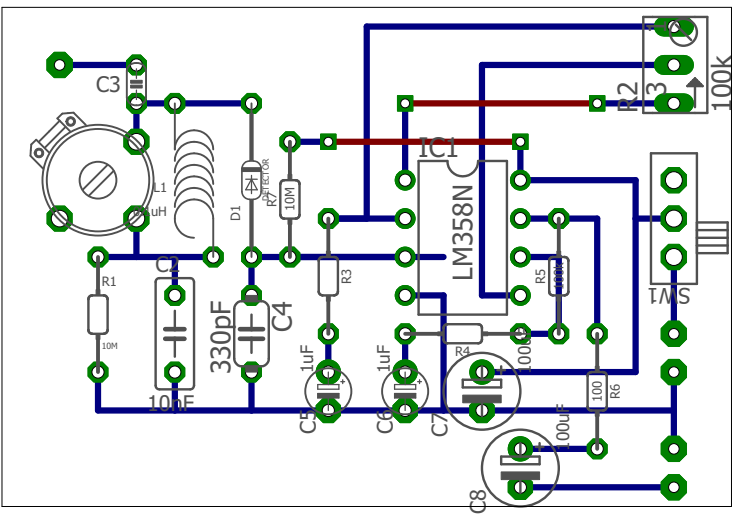 C3
R2
3
100k
IC1
LM358N
L1
uH
D1
DETECTOR
R7
10M
R1
10M
C2
10nF
330pF
C4
R3
R5
100k
SW1
R4
1uF
C5
1uF
C6
100uF
C7
100
R6
100uF
C8